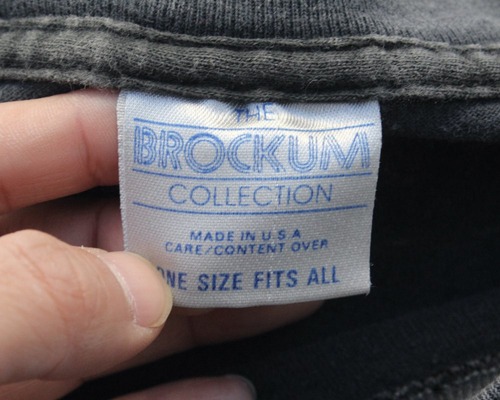 THE
BROCKUM
COLLECTION
MADE IN U.S A
CARE/CONTENT OVER
ONE SIZE FITS ALL